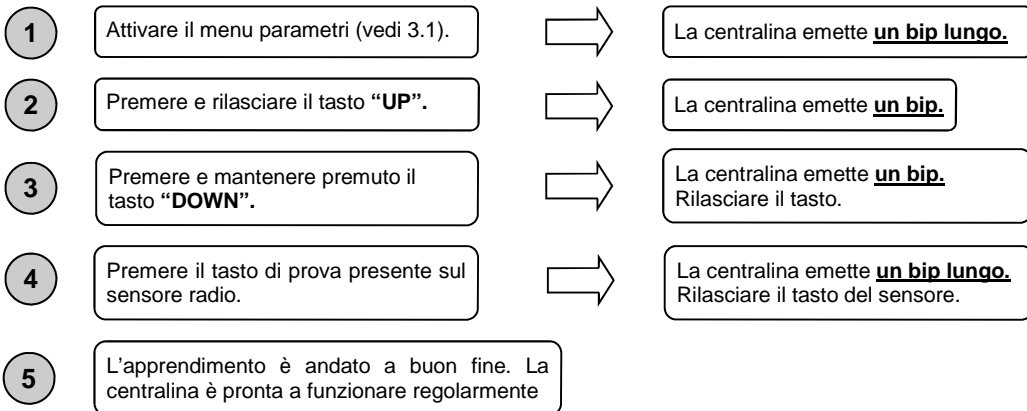 1
Attivare il menu parametri (vedi 3.1).
La centralina emette un bip lungo.
2
Premere e rilasciare il tasto “UP”.
La centralina emette un bip.
3
Premere e mantenere premuto il
tasto “DOWN”.
La centralina emette un bip.
Rilasciare il tasto.
4
Premere il tasto di prova presente sul
sensore radio.
La centralina emette un bip lungo.
Rilasciare il tasto del sensore.
5
L’apprendimento è andato a buon fine. La
centralina è pronta a funzionare regolarmente